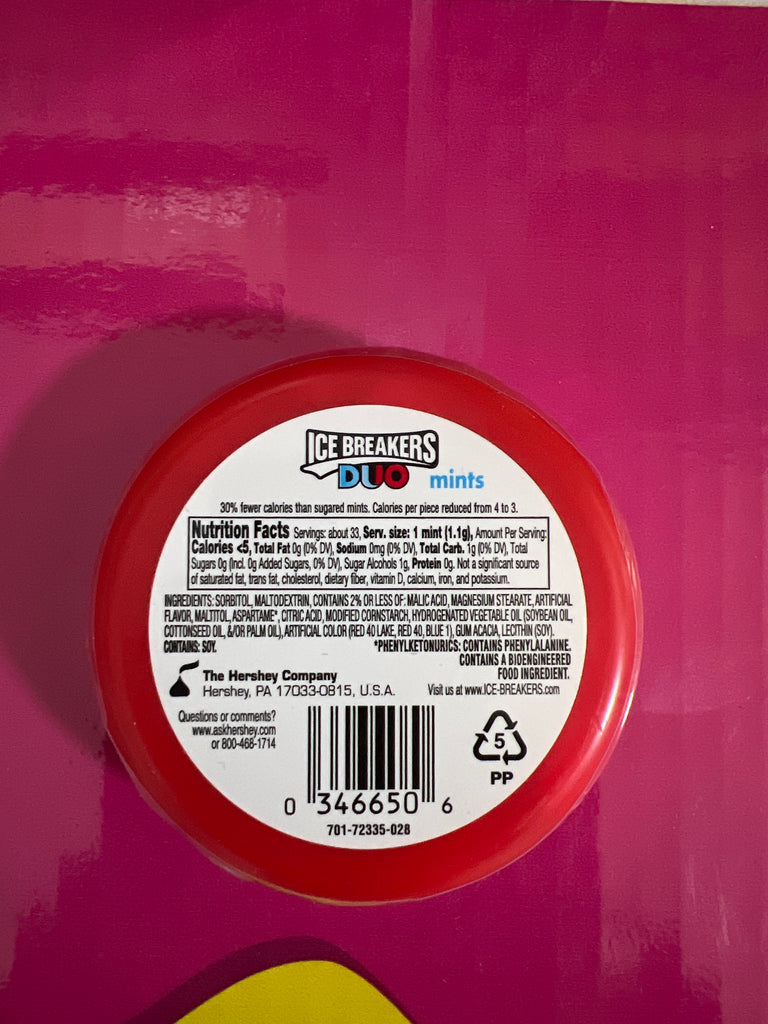 ICE BREAKERS
DUO mints
30% fewer calories than sugared mints. Calories per piece reduced from 4 to 3.
Nutrition Facts Servings: about 33, Serv. size: 1 mint (1.1g), Amount Per Serving:
Calories <5, Total Fat 0g (0% DV), Sodium 0mg (0% DV), Total Carb. 1g (0% DV), Total
Sugars 0g (Incl. 0g Added Sugars, 0% DV), Sugar Alcohols 1g, Protein 0g. Not a significant source
of saturated fat, trans fat, cholesterol, dietary fiber, vitamin D, calcium, iron, and potassium.
INGREDIENTS: SORBITOL, MALTODEXTRIN, CONTAINS 2% OR LESS OF: MALIC ACID, MAGNESIUM STEARATE, ARTIFICIAL
FLAVOR, MALTITOL, ASPARTAME*, CITRIC ACID, MODIFIED CORNSTARCH, HYDROGENATED VEGETABLE OIL (SOYBEAN OIL,
COTTONSEED OIL, &/OR PALM OIL), ARTIFICIAL COLOR (RED 40 LAKE, RED 40, BLUE 1), GUM ACACIA, LECITHIN (SOY).
CONTAINS: SOY. *PHENYLKETONURICS: CONTAINS PHENYLALANINE.
CONTAINS A BIOENGINEERED
FOOD INGREDIENT.
The Hershey Company
Hershey, PA 17033-0815, U.S.A. Visit us at www.ICE-BREAKERS.com
Questions or comments?
www.askhershey.com
or 800-468-1714
5
PP
0 346650 6
701-72335-028